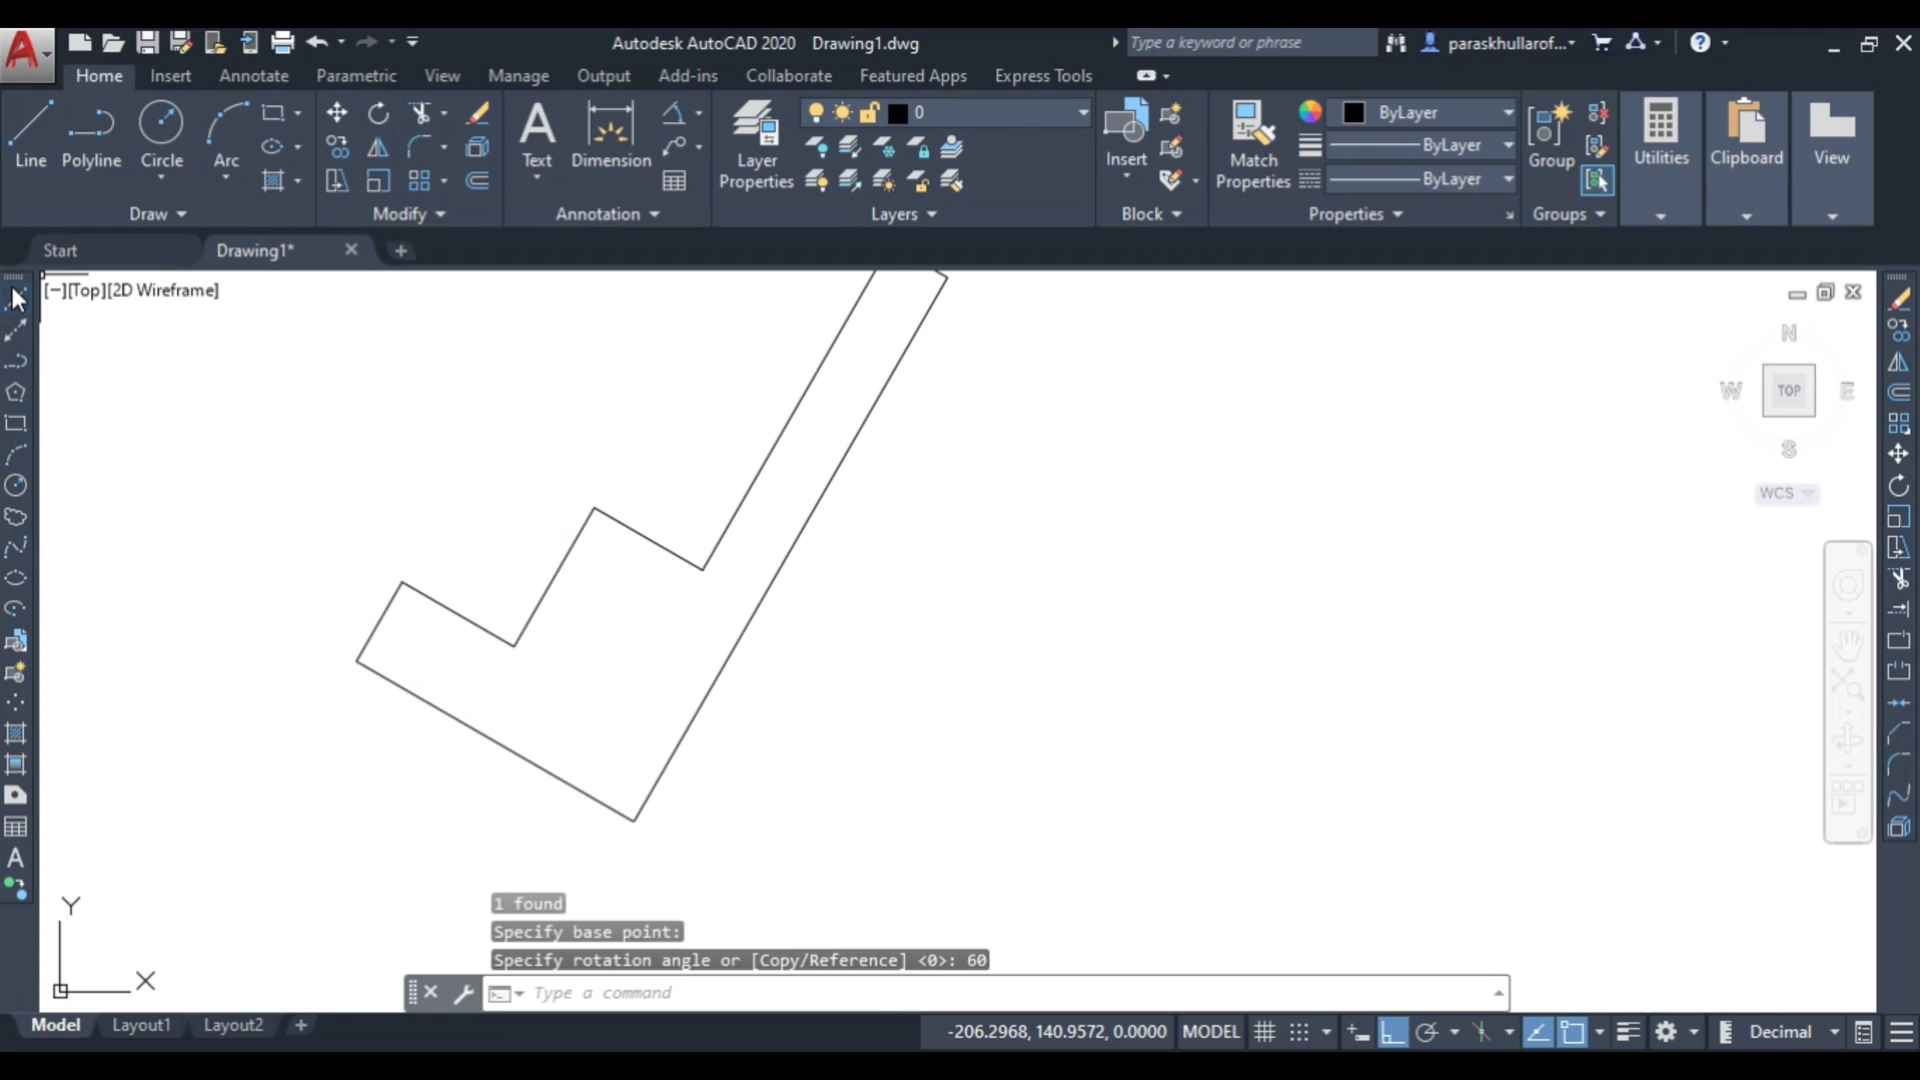 Autodesk AutoCAD 2020 Drawing1.dwg
Type a keyword or phrase
paraskhullarof...
Home Insert Annotate Parametric View Manage Output Add-ins Collaborate Featured Apps Express Tools
Line Polyline Circle Arc
Text Dimension
Layer Properties
0
Insert
Match Properties
ByLayer
ByLayer
ByLayer
Group
Utilities Clipboard View
Draw Modify Annotation Layers Block Properties Groups
Start Drawing1*
[−][Top][2D Wireframe]
N
W TOP E
S
WCS
1 found
Specify base point:
Specify rotation angle or [Copy/Reference] <0>: 60
Type a command
Y
X
Model Layout1 Layout2
-206.2968, 140.9572, 0.0000 MODEL Decimal